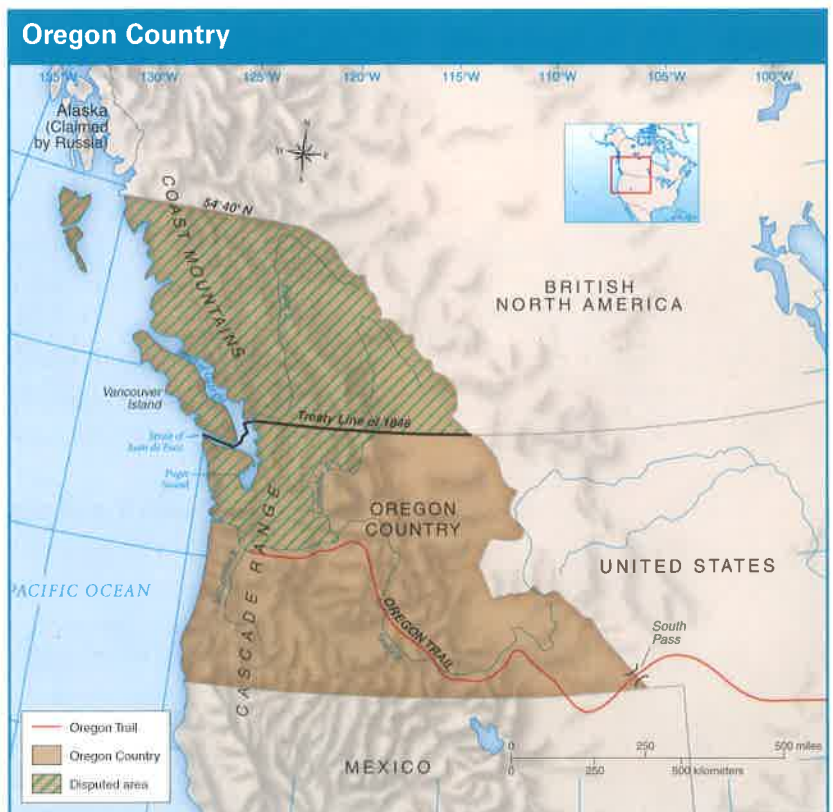 Oregon Country
135°W
130°W
125°W
120°W
115°W
110°W
105°W
100°W
Alaska
(Claimed
by Russia)
N
W
E
S
54°40' N
COAST MOUNTAINS
BRITISH
NORTH AMERICA
Vancouver
Island
Treaty Line of 1846
Strait of
Juan de Fuca
Puget
Sound
OREGON
COUNTRY
CASCADE RANGE
UNITED STATES
PACIFIC OCEAN
OREGON TRAIL
South
Pass
Oregon Trail
Oregon Country
Disputed area
MEXICO
0
250
500 miles
0
250
500 kilometers